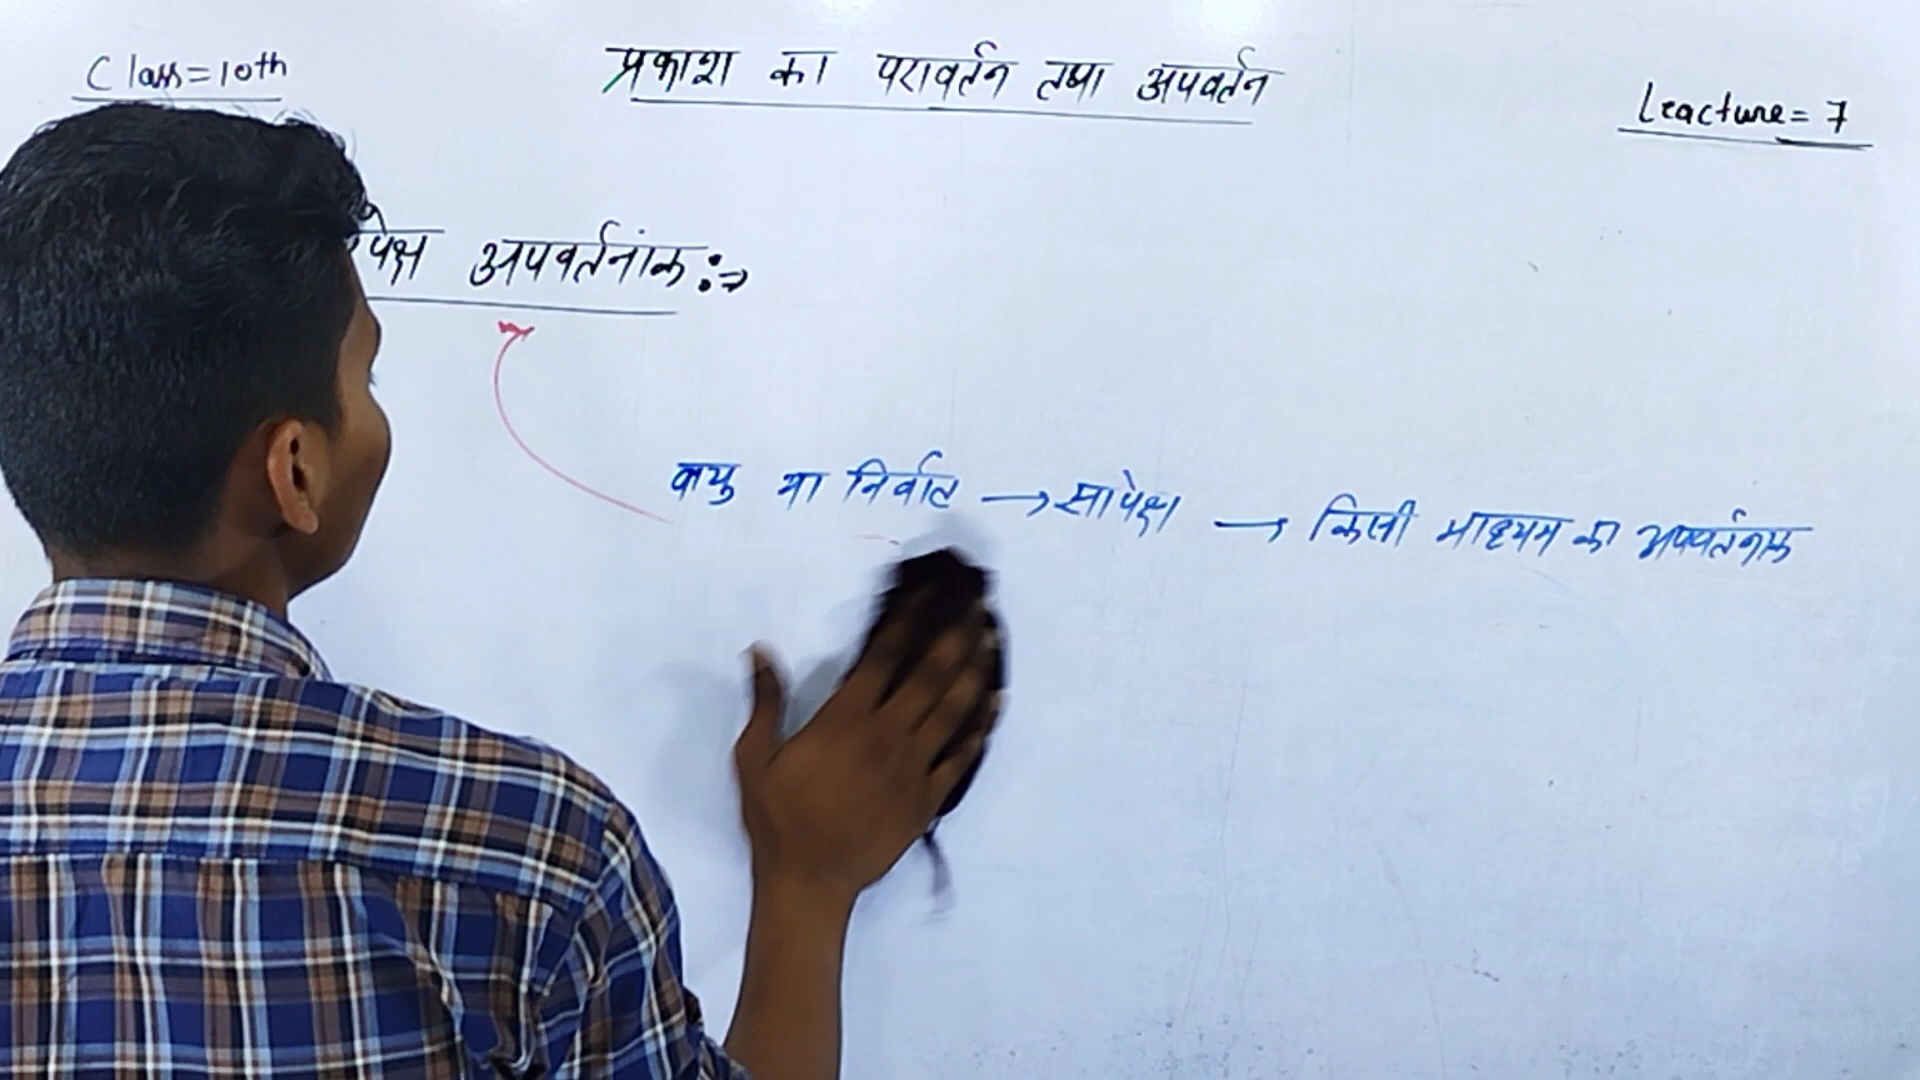 Class=10th
प्रकाश का परावर्तन तथा अपवर्तन
Leacture= 7
पेक्ष अपवर्तनांक:→
वायु या निर्वात → सापेक्ष → किसी माध्यम का अपवर्तनांक